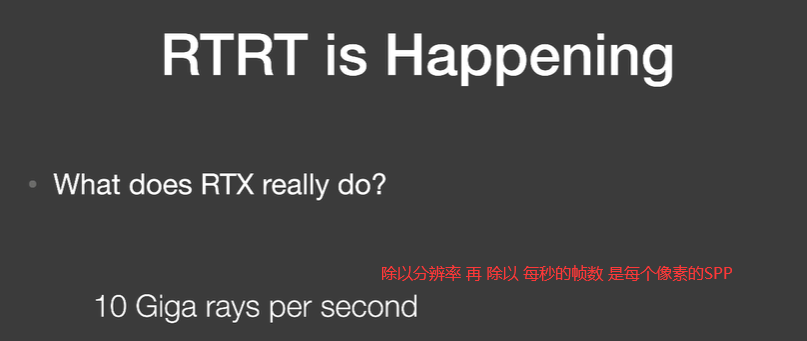 RTRT is Happening
• What does RTX really do?
除以分辨率 再 除以 每秒的帧数 是每个像素的SPP
10 Giga rays per second